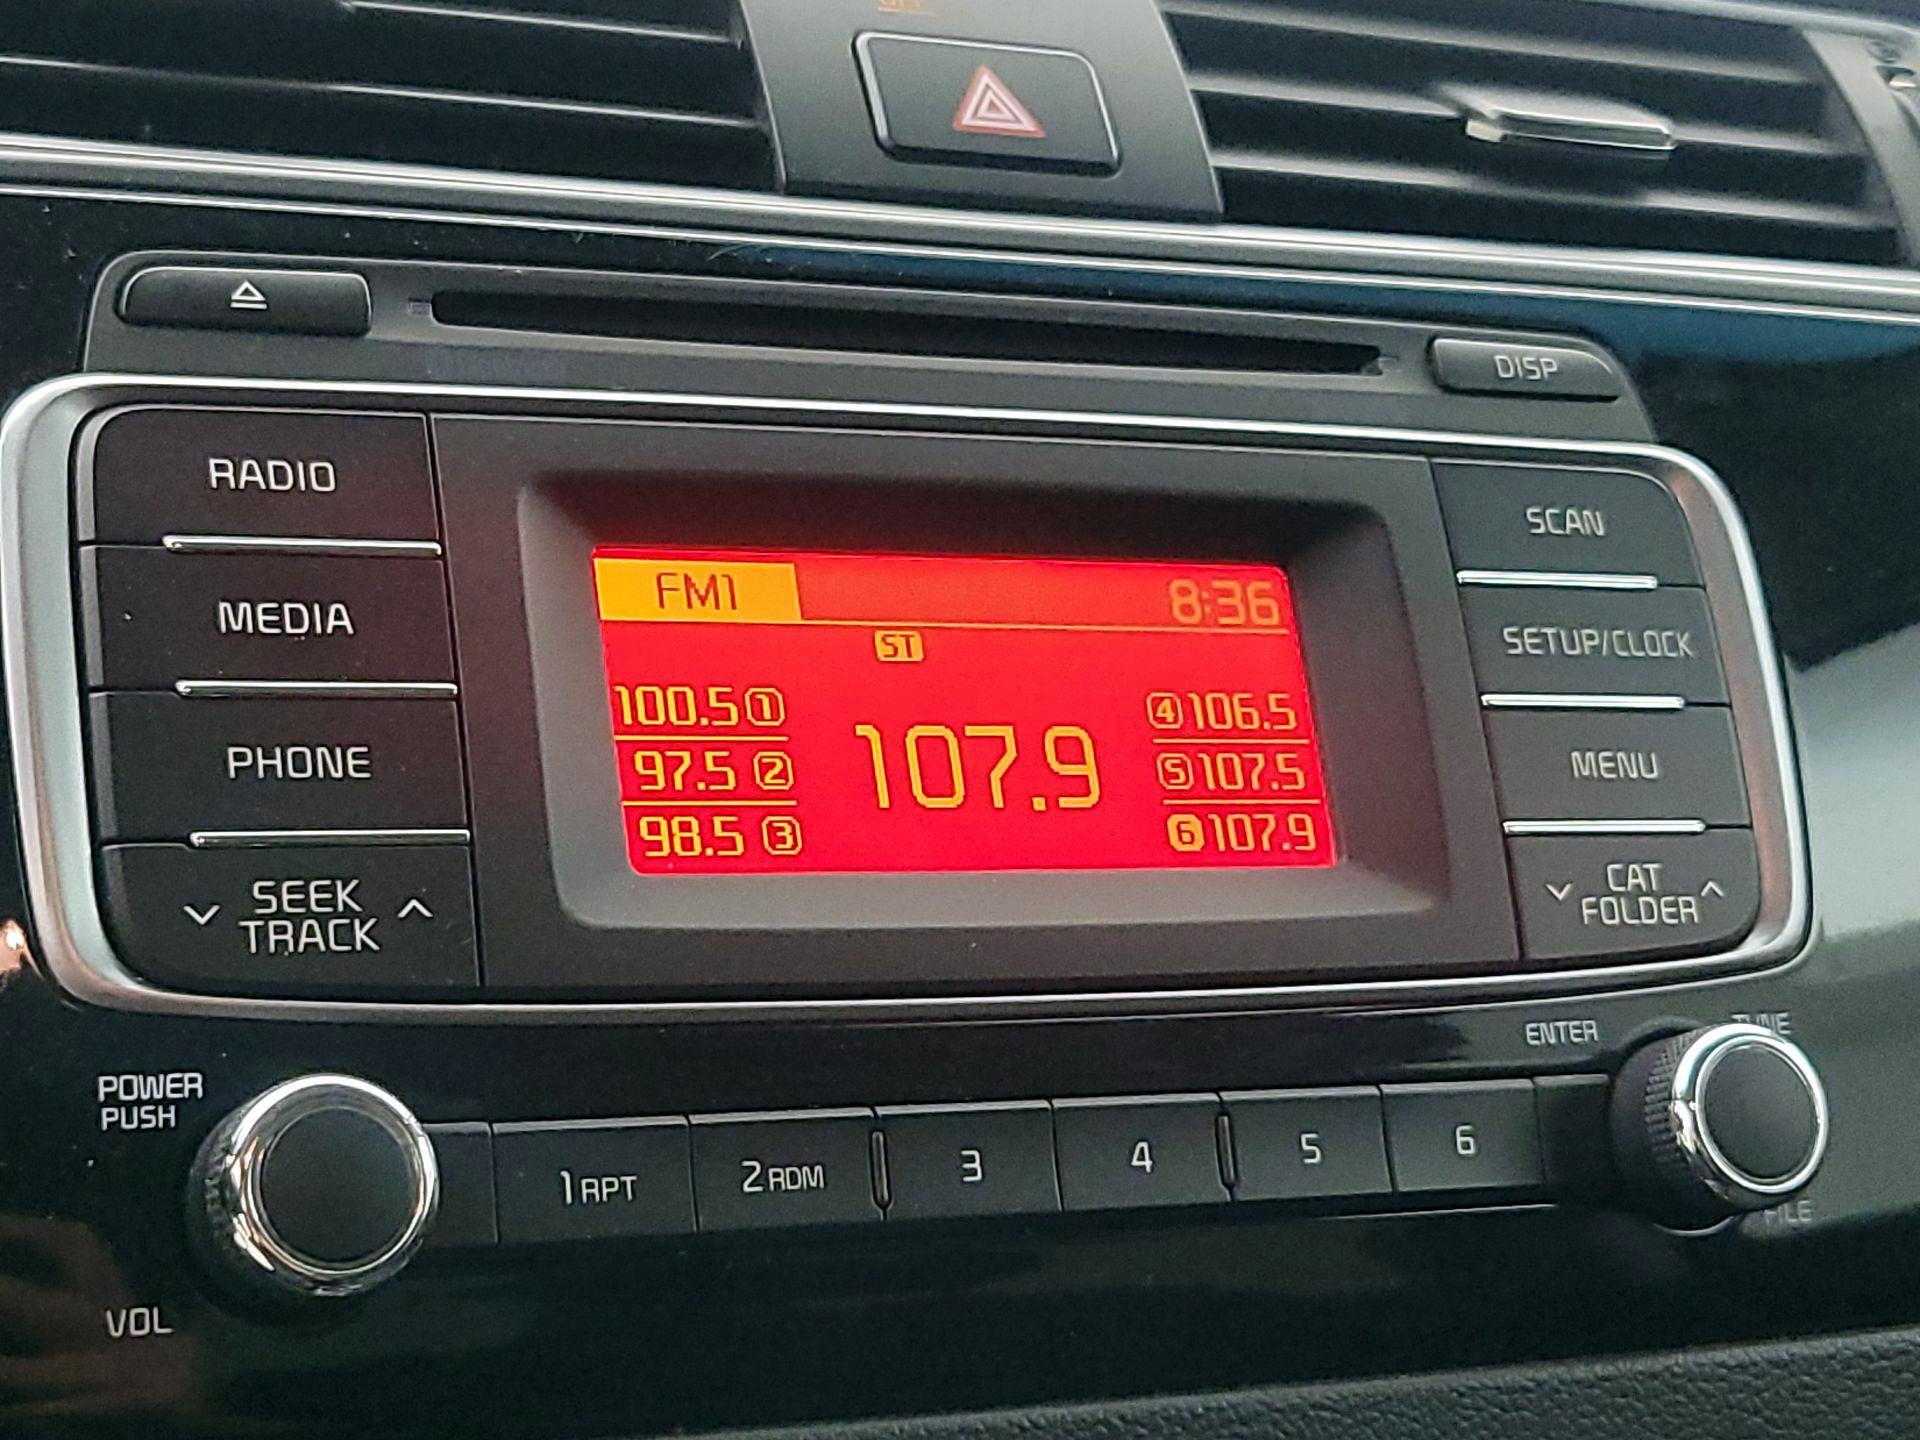 DISP
RADIO
MEDIA
PHONE
SEEK
TRACK
FM1 8:36
ST
100.5 1 4 106.5
107.9
97.5 2 5 107.5
98.5 3 6 107.9
SCAN
SETUP/CLOCK
MENU
CAT
FOLDER
POWER
PUSH
VOL
1 RPT 2 RDM 3 4 5 6
ENTER
TUNE
FILE